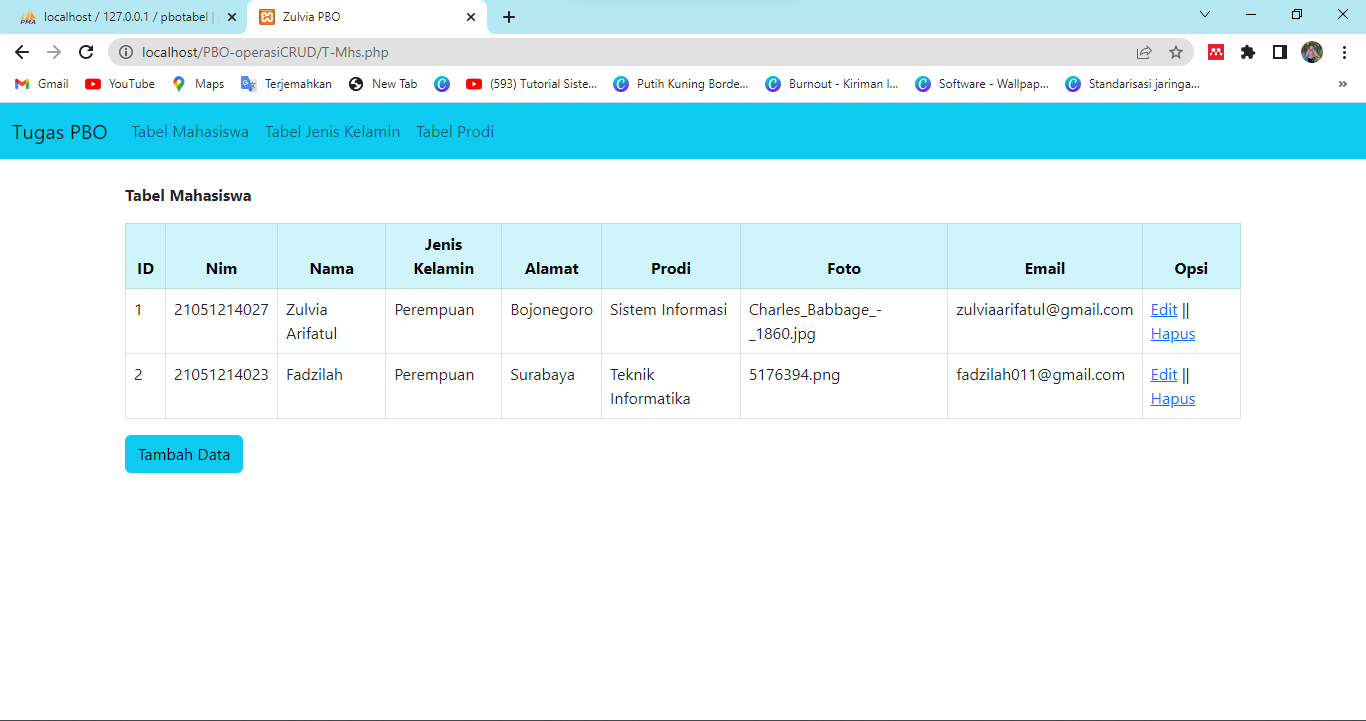 PMA localhost / 127.0.0.1 / pbotabel |
Zulvia PBO
localhost/PBO-operasiCRUD/T-Mhs.php
Gmail YouTube Maps Terjemahkan New Tab (593) Tutorial Siste... Putih Kuning Borde... Burnout - Kiriman I... Software - Wallpap... Standarisasi jaringa... »
Tugas PBO Tabel Mahasiswa Tabel Jenis Kelamin Tabel Prodi
Tabel Mahasiswa
ID Nim Nama Jenis Kelamin Alamat Prodi Foto Email Opsi
1 21051214027 Zulvia Arifatul Perempuan Bojonegoro Sistem Informasi Charles_Babbage_-_1860.jpg zulviaarifatul@gmail.com Edit || Hapus
2 21051214023 Fadzilah Perempuan Surabaya Teknik Informatika 5176394.png fadzilah011@gmail.com Edit || Hapus
Tambah Data